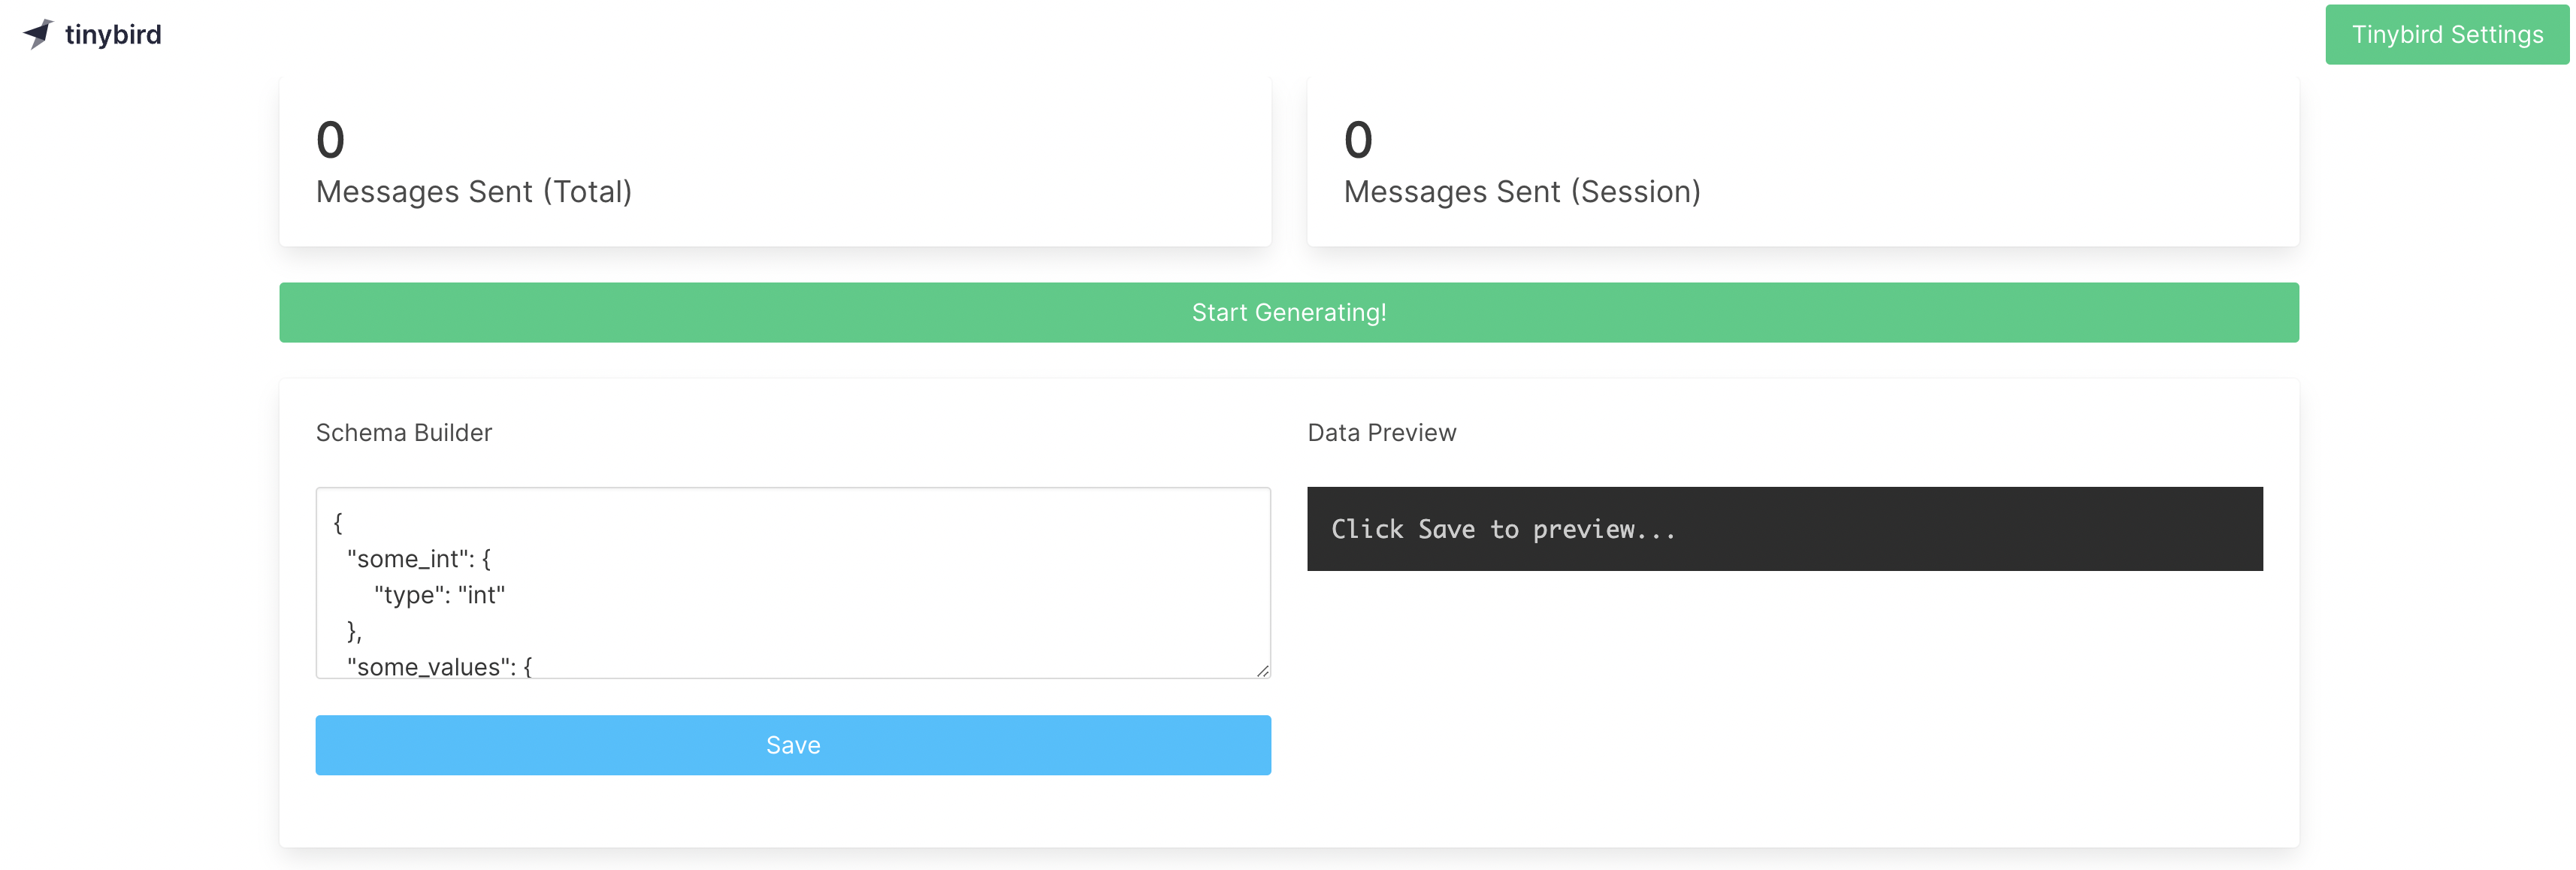 tinybird
Tinybird Settings
0
Messages Sent (Total)
0
Messages Sent (Session)
Start Generating!
Schema Builder
{
"some_int": {
"type": "int"
},
"some_values": {
Save
Data Preview
Click Save to preview...